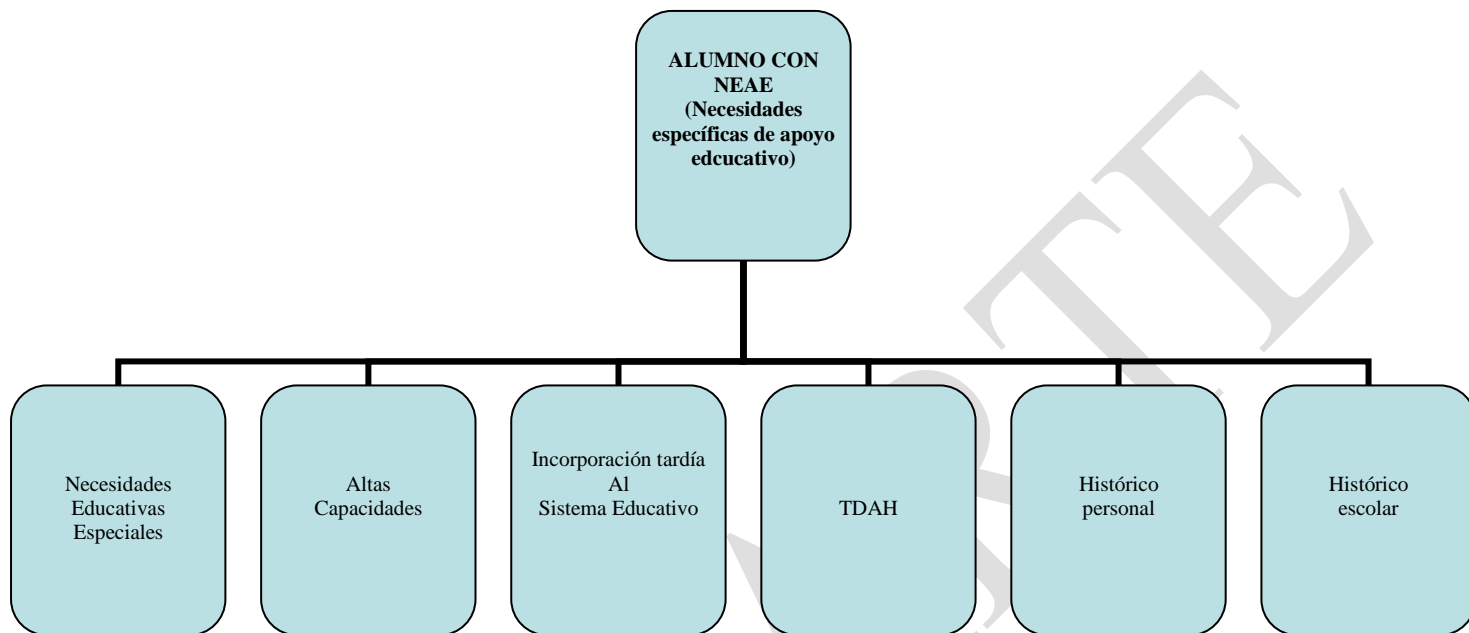 ALUMNO CON
NEAE
(Necesidades
específicas de apoyo
edcucativo)
Necesidades
Educativas
Especiales
Altas
Capacidades
Incorporación tardía
Al
Sistema Educativo
TDAH
Histórico
personal
Histórico
escolar